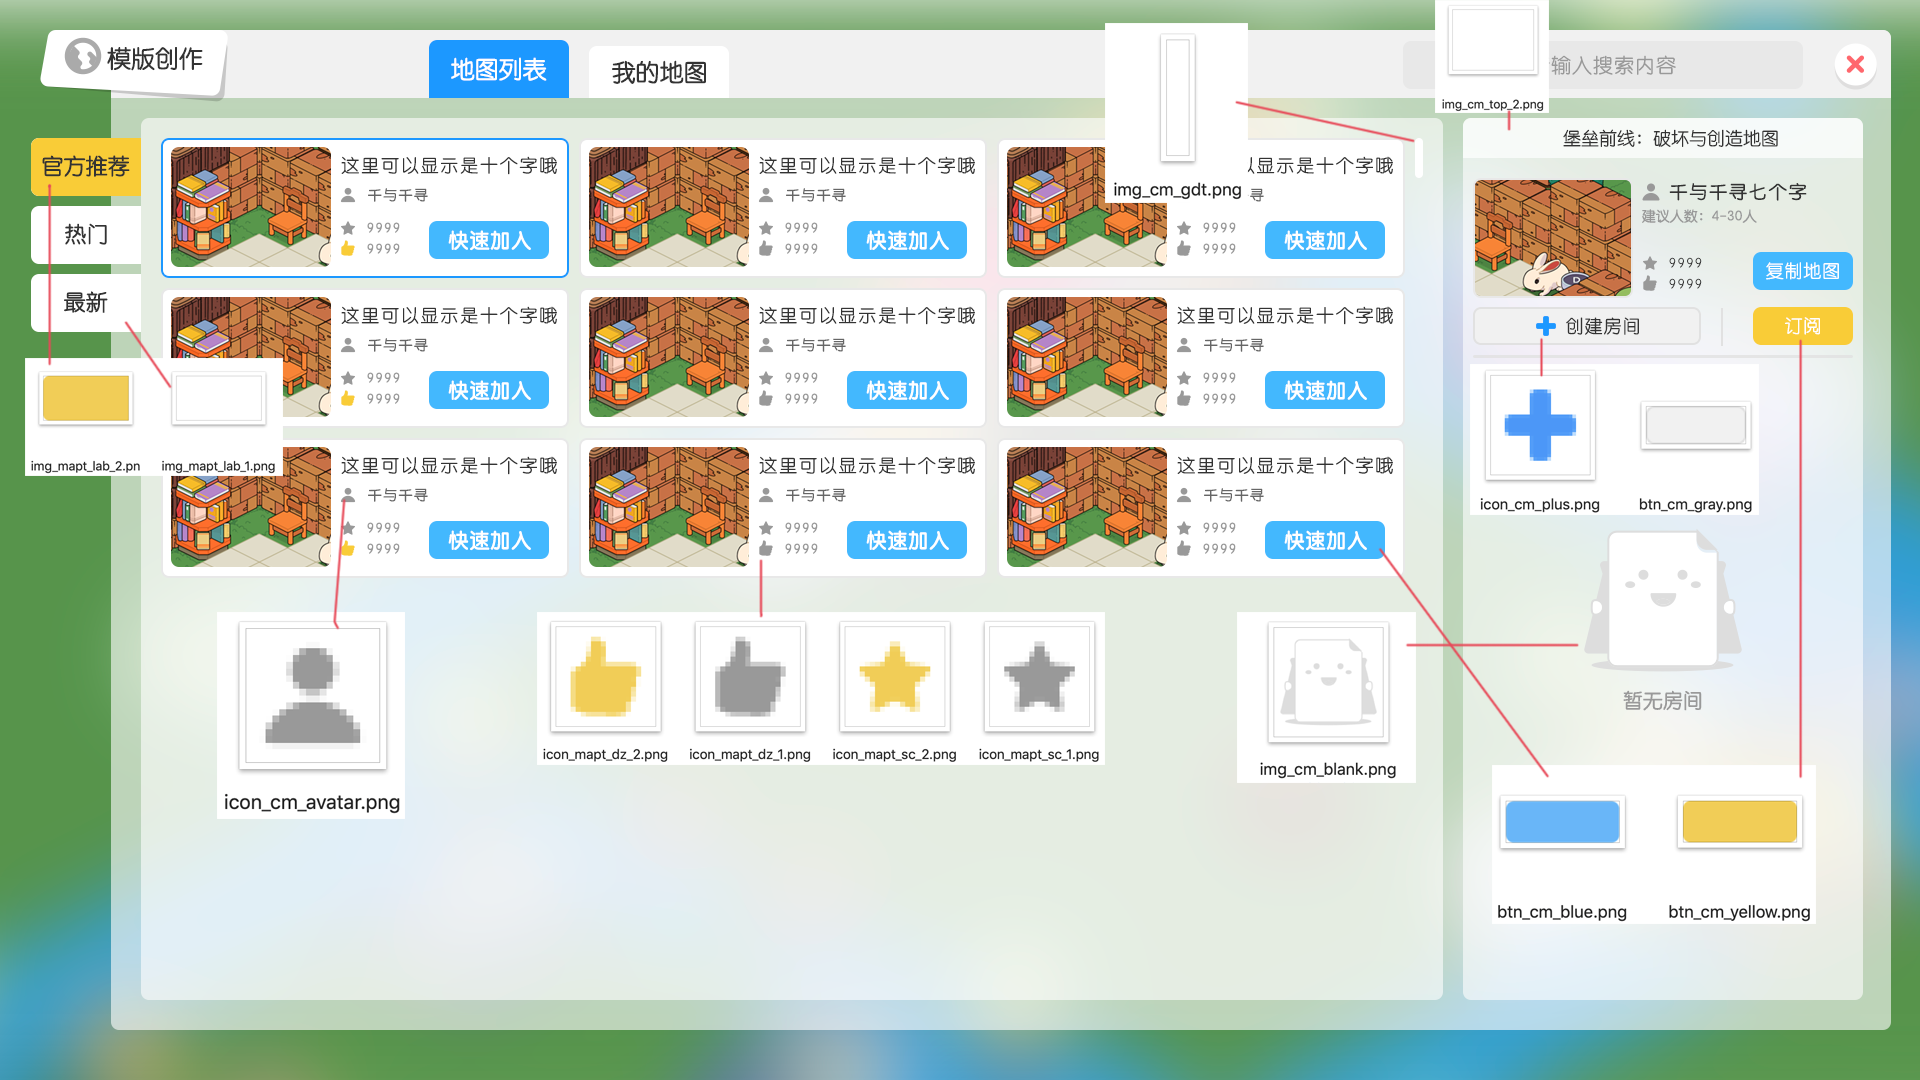 模版创作
地图列表
我的地图
输入搜索内容
img_cm_top_2.png
官方推荐
热门
最新
img_mapt_lab_2.pn
img_mapt_lab_1.png
这里可以显示是十个字哦
千与千寻
9999
9999
快速加入
这里可以显示是十个字哦
千与千寻
9999
9999
快速加入
img_cm_gdt.png
以显示是十个字哦
寻
9999
9999
快速加入
这里可以显示是十个字哦
千与千寻
9999
9999
快速加入
这里可以显示是十个字哦
千与千寻
9999
9999
快速加入
这里可以显示是十个字哦
千与千寻
9999
9999
快速加入
这里可以显示是十个字哦
千与千寻
9999
9999
快速加入
这里可以显示是十个字哦
千与千寻
9999
9999
快速加入
这里可以显示是十个字哦
千与千寻
9999
9999
快速加入
icon_cm_avatar.png
icon_mapt_dz_2.png
icon_mapt_dz_1.png
icon_mapt_sc_2.png
icon_mapt_sc_1.png
img_cm_blank.png
堡垒前线：破坏与创造地图
千与千寻七个字
建议人数：4-30人
9999
9999
复制地图
创建房间
订阅
icon_cm_plus.png
btn_cm_gray.png
暂无房间
btn_cm_blue.png
btn_cm_yellow.png